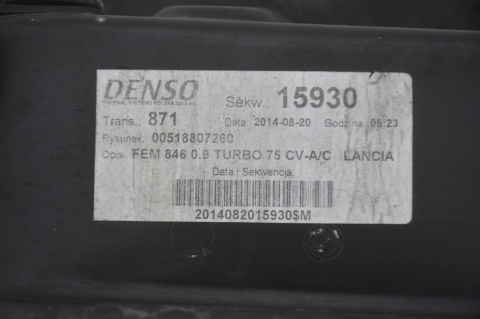 DENSO Sekw.: 15930
THERMAL SYSTEMS POLSKA Sp. z o.o.
Trans.: 871 Data: 2014-08-20 Godzina: 05:23
Rysunek: 00518807260
Opis: FEM 846 0.9 TURBO 75 CV-A/C LANCIA
Data i Sekwencja
2014082015930$M